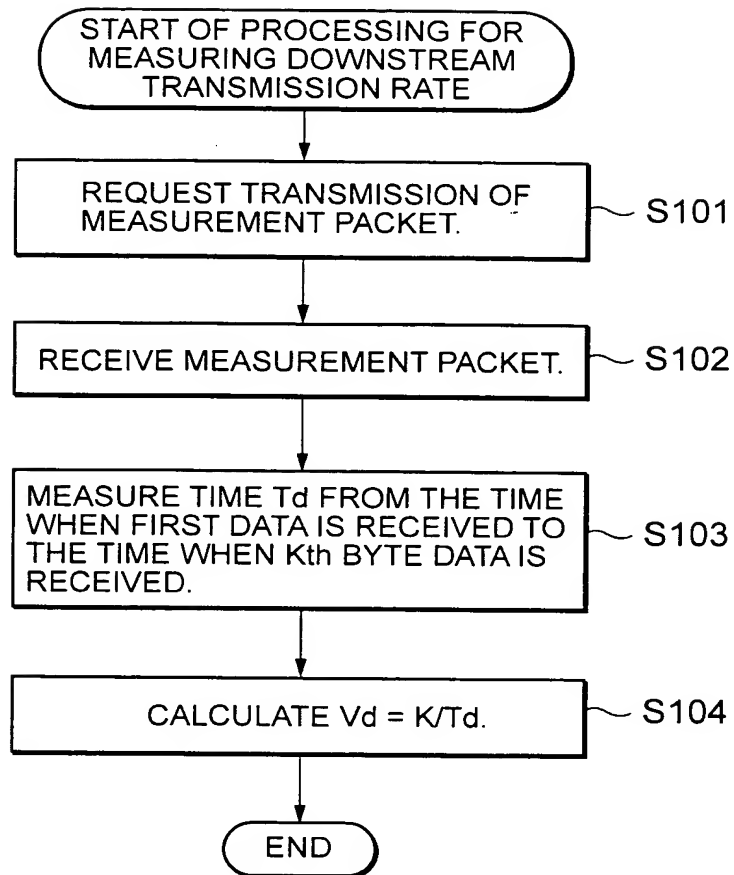 START OF PROCESSING FOR
MEASURING DOWNSTREAM
TRANSMISSION RATE
REQUEST TRANSMISSION OF
MEASUREMENT PACKET.
S101
RECEIVE MEASUREMENT PACKET.
S102
MEASURE TIME Td FROM THE TIME
WHEN FIRST DATA IS RECEIVED TO
THE TIME WHEN Kth BYTE DATA IS
RECEIVED.
S103
CALCULATE Vd = K/Td.
S104
END